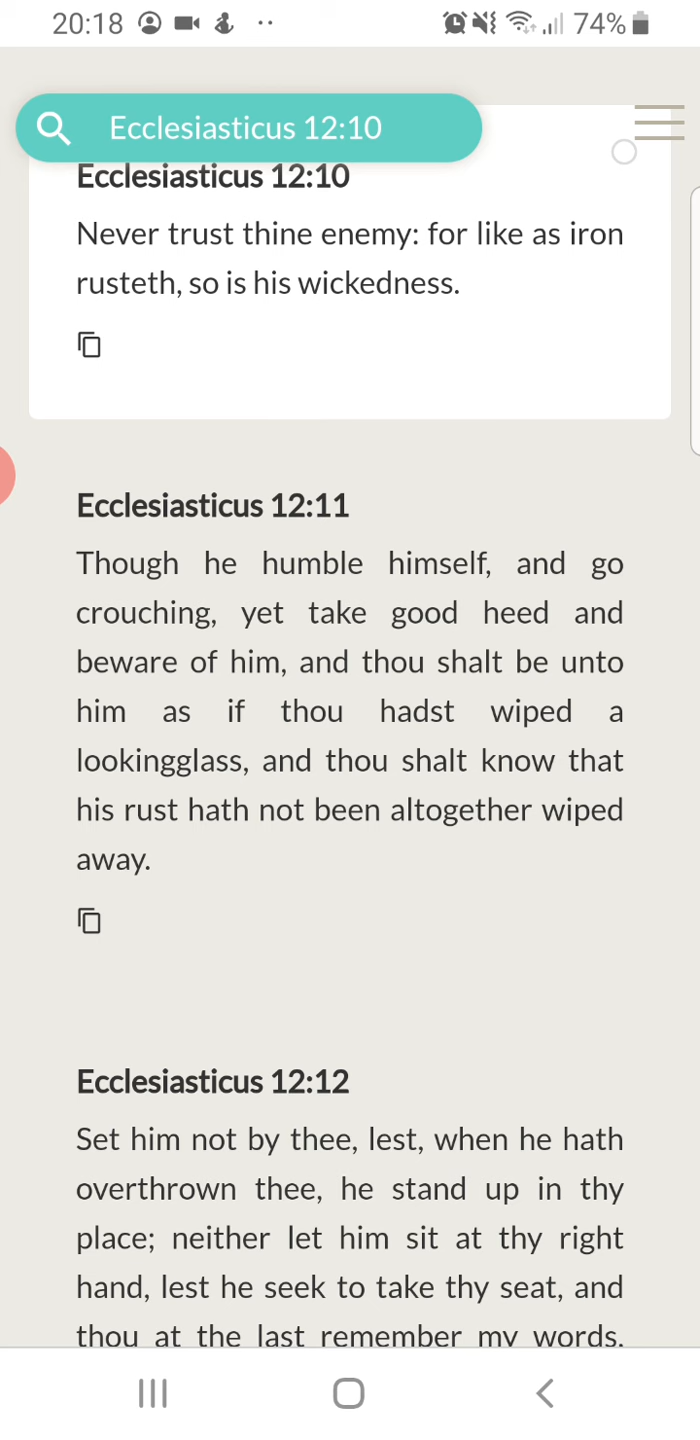 20:18 74%
Ecclesiasticus 12:10
Ecclesiasticus 12:10
Never trust thine enemy: for like as iron
rusteth, so is his wickedness.
Ecclesiasticus 12:11
Though he humble himself, and go
crouching, yet take good heed and
beware of him, and thou shalt be unto
him as if thou hadst wiped a
lookingglass, and thou shalt know that
his rust hath not been altogether wiped
away.
Ecclesiasticus 12:12
Set him not by thee, lest, when he hath
overthrown thee, he stand up in thy
place; neither let him sit at thy right
hand, lest he seek to take thy seat, and
thou at the last remember my words,